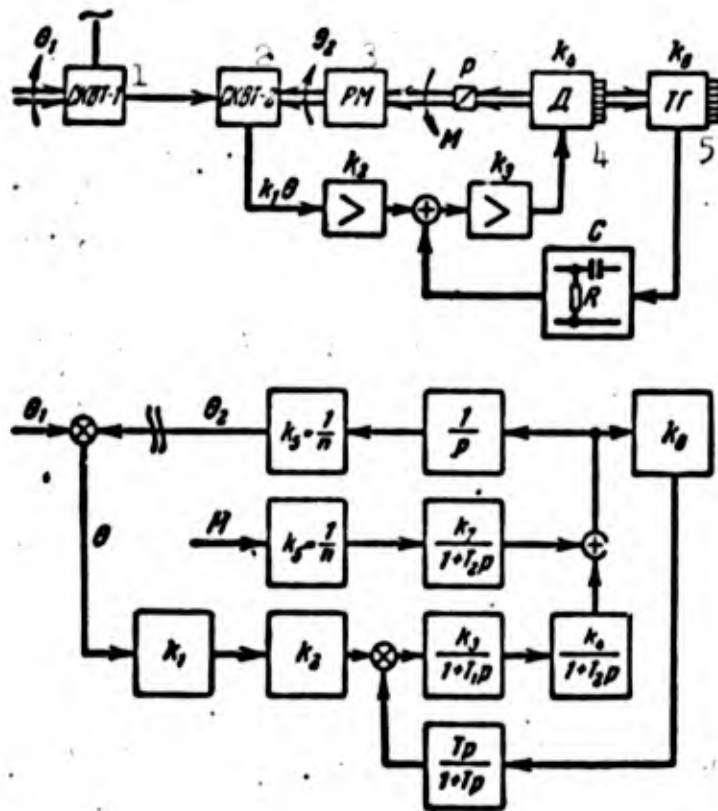 θ₁ 1 2 θ₂ 3 P k₄ k₈
СКВТ-1 СКВТ-2 РМ М Д ТГ
4 5
k₁θ k₂ k₃
> >
C
R
θ₁ θ₂ k₅=1/n 1/p k₈
θ М k₅=1/n k₇/(1+T₂p)
k₁ k₂ k₃/(1+T₁p) k₄/(1+T₂p)
Tp/(1+Tp)